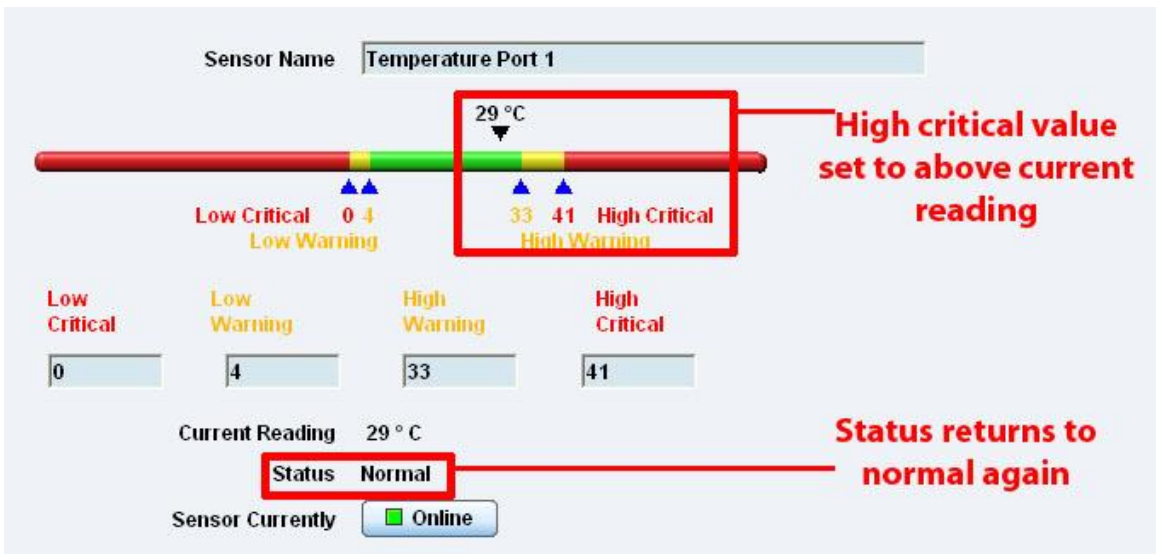 Sensor Name Temperature Port 1
29 °C
High critical value
set to above current
reading
Low Critical 0 4 33 41 High Critical
Low Warning High Warning
Low
Critical
Low
Warning
High
Warning
High
Critical
0 4 33 41
Current Reading 29 ° C
Status Normal
Status returns to
normal again
Sensor Currently Online